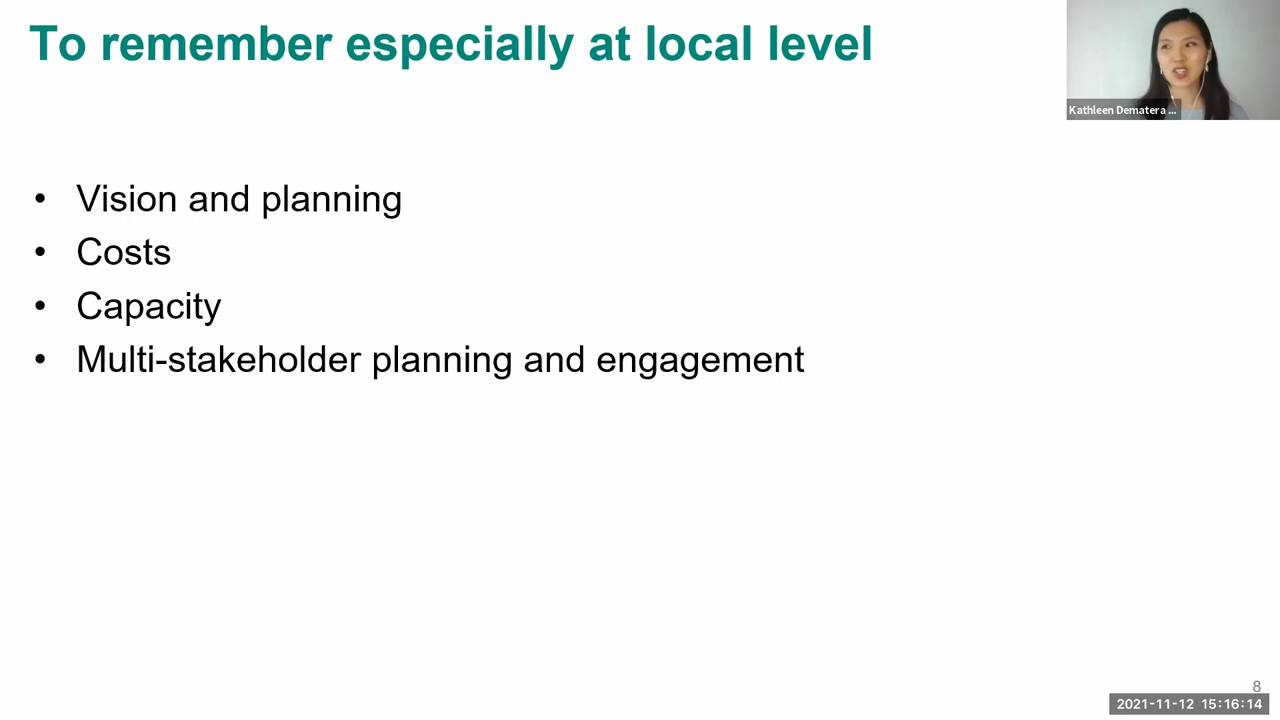 To remember especially at local level
Kathleen Dematera ...
• Vision and planning
• Costs
• Capacity
• Multi-stakeholder planning and engagement
8
2021-11-12 15:16:14